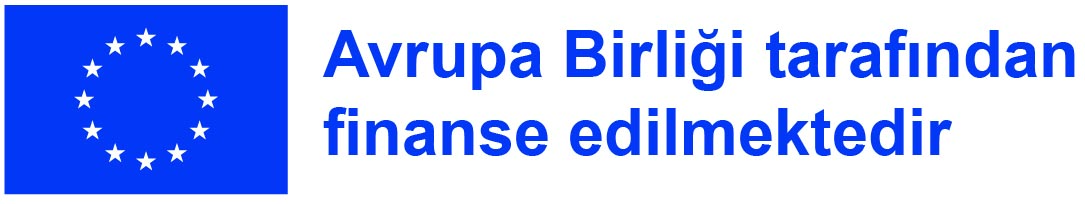 Avrupa Birliği tarafından
finanse edilmektedir